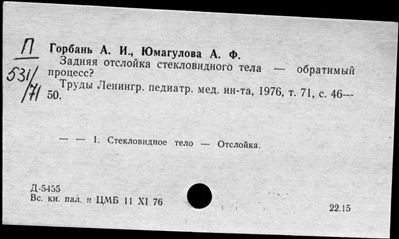 П
531/71
Горбань А. И., Юмагулова А. Ф.
Задняя отслойка стекловидного тела — обратимый
процесс?
Труды Ленингр. педиатр. мед. ин-та, 1976, т. 71, с. 46—
50.
— — 1. Стекловидное тело — Отслойка.
Д-5455
Вс. кн. пал. и ЦМБ 11 XI 76
22.15